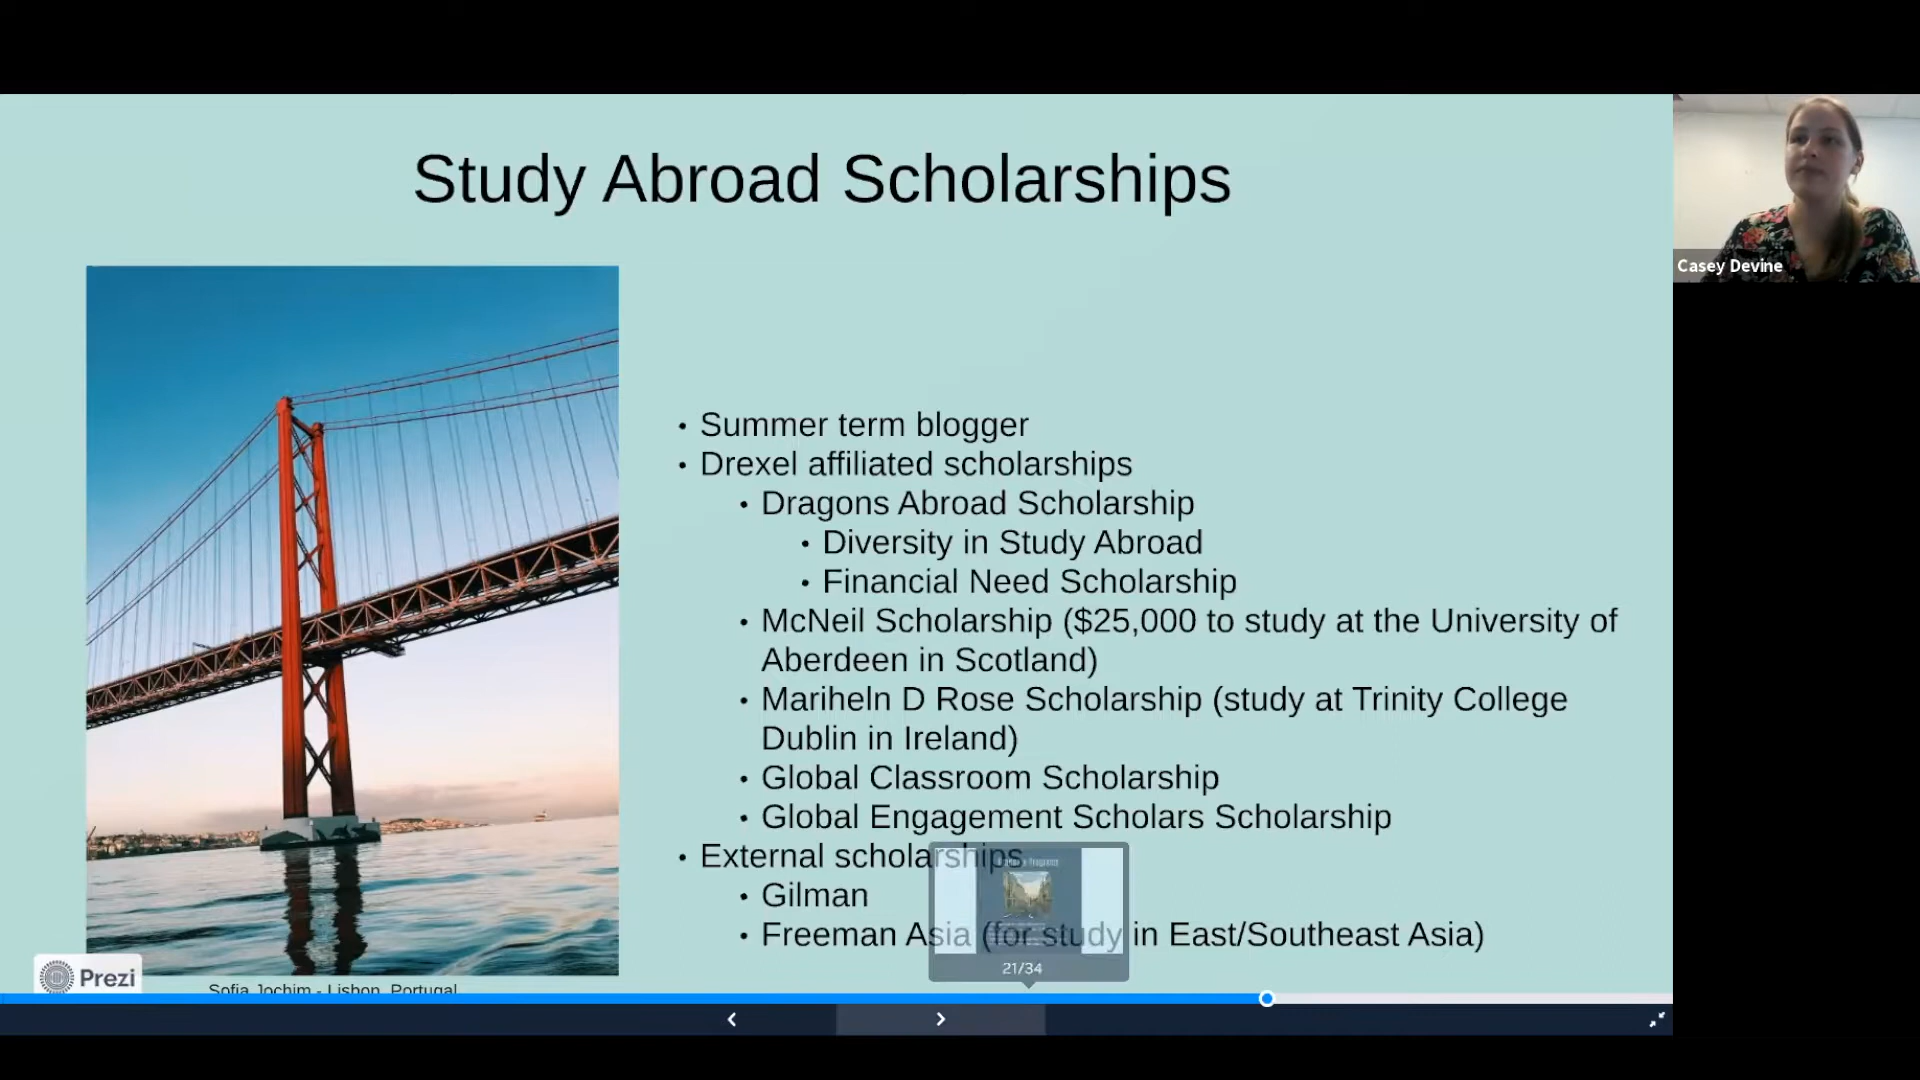 Study Abroad Scholarships
Casey Devine
• Summer term blogger
• Drexel affiliated scholarships
• Dragons Abroad Scholarship
• Diversity in Study Abroad
• Financial Need Scholarship
• McNeil Scholarship ($25,000 to study at the University of
Aberdeen in Scotland)
• Mariheln D Rose Scholarship (study at Trinity College
Dublin in Ireland)
• Global Classroom Scholarship
• Global Engagement Scholars Scholarship
• External scholarships
• Gilman
• Freeman Asia (for study in East/Southeast Asia)
21/34
Prezi
Sofia Jochim - Lisbon, Portugal